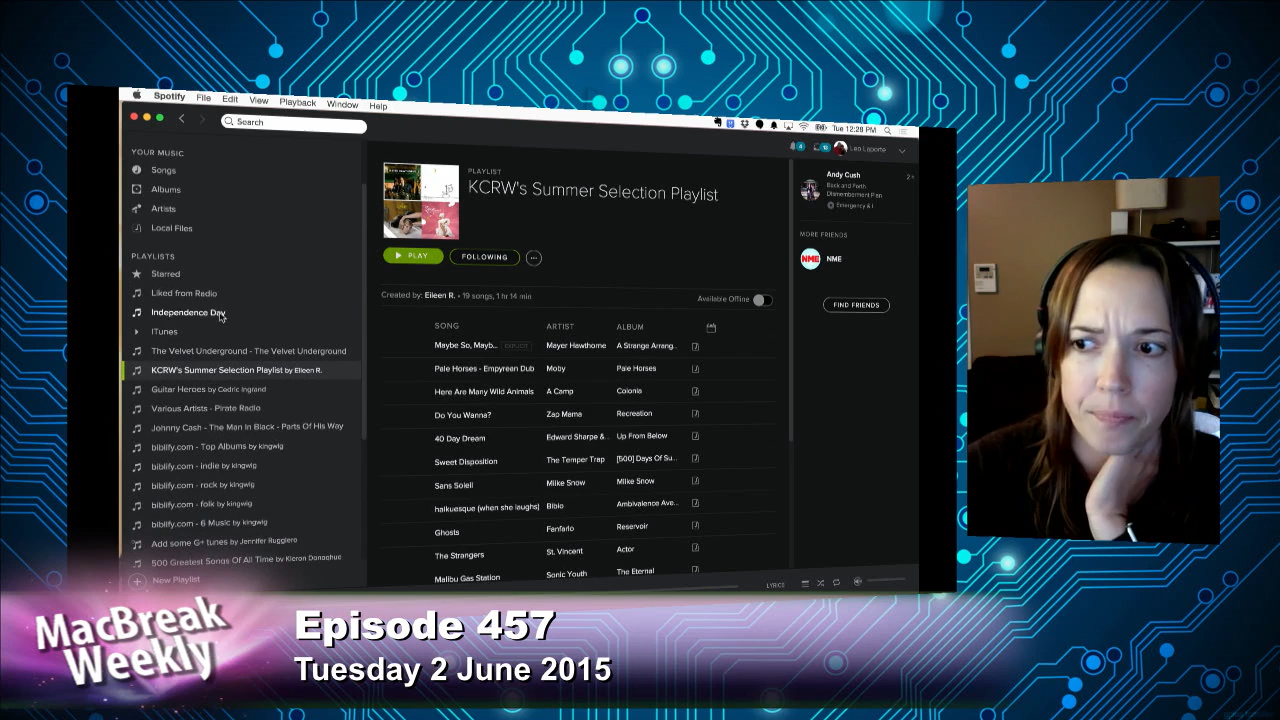 Spotify File Edit View Playback Window Help
Tue 12:28 PM
Search
Leo Laporte
YOUR MUSIC
Songs
Albums
Artists
Local Files
PLAYLISTS
Starred
Liked from Radio
Independence Day
iTunes
The Velvet Underground - The Velvet Underground
KCRW's Summer Selection Playlist by Eileen R.
Guitar Heroes by Cedric Ingrand
Various Artists - Pirate Radio
Johnny Cash - The Man In Black - Parts Of His Way
biblify.com - Top Albums by kingwig
biblify.com - indie by kingwig
biblify.com - rock by kingwig
biblify.com - folk by kingwig
biblify.com - 6 Music by kingwig
Add some G+ tunes by Jennifer Ruggiero
500 Greatest Songs Of All Time by Kieron Donoghue
New Playlist
PLAYLIST
KCRW's Summer Selection Playlist
PLAY FOLLOWING
Created by: Eileen R. • 19 songs, 1 hr 14 min
Available Offline
SONG ARTIST ALBUM
Maybe So, Mayb... EXPLICIT Mayer Hawthorne A Strange Arrang...
Pale Horses - Empyrean Dub Moby Pale Horses
Here Are Many Wild Animals A Camp Colonia
Do You Wanna? Zap Mama Recreation
40 Day Dream Edward Sharpe &... Up From Below
Sweet Disposition The Temper Trap [500] Days Of Su...
Sans Soleil Miike Snow Miike Snow
haikuesque (when she laughs) Bibio Ambivalence Ave...
Ghosts Fanfarlo Reservoir
The Strangers St. Vincent Actor
Malibu Gas Station Sonic Youth The Eternal
Andy Cush
Back and Forth
Dismemberment Plan
Emergency & I
MORE FRIENDS
NME NME
FIND FRIENDS
LYRICS
MacBreak
Weekly
Episode 457
Tuesday 2 June 2015